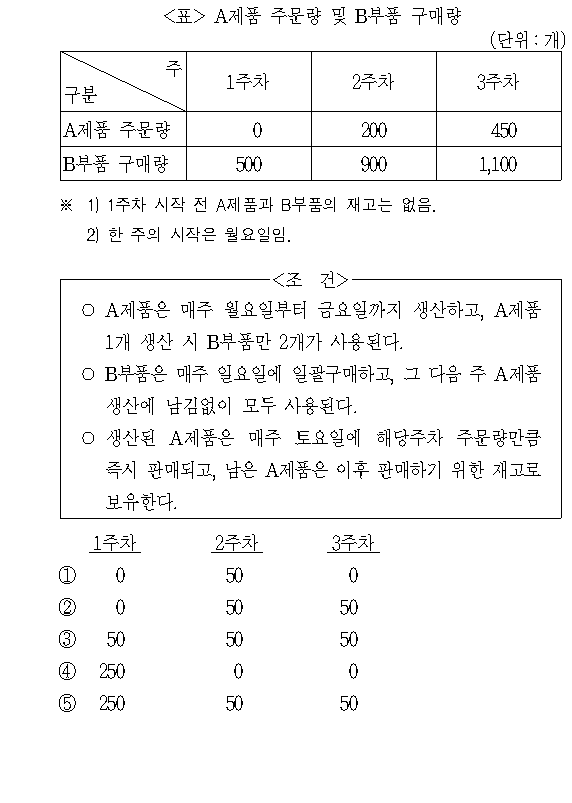 <표> A제품 주문량 및 B부품 구매량
(단위 : 개)
주
구분
1주차 2주차 3주차
A제품 주문량 0 200 450
B부품 구매량 500 900 1,100
※ 1) 1주차 시작 전 A제품과 B부품의 재고는 없음.
2) 한 주의 시작은 월요일임.
<조 건>
○ A제품은 매주 월요일부터 금요일까지 생산하고, A제품
1개 생산 시 B부품만 2개가 사용된다.
○ B부품은 매주 일요일에 일괄구매하고, 그 다음 주 A제품
생산에 남김없이 모두 사용된다.
○ 생산된 A제품은 매주 토요일에 해당주차 주문량만큼
즉시 판매되고, 남은 A제품은 이후 판매하기 위한 재고로
보유한다.
1주차 2주차 3주차
① 0 50 0
② 0 50 50
③ 50 50 50
④ 250 0 0
⑤ 250 50 50